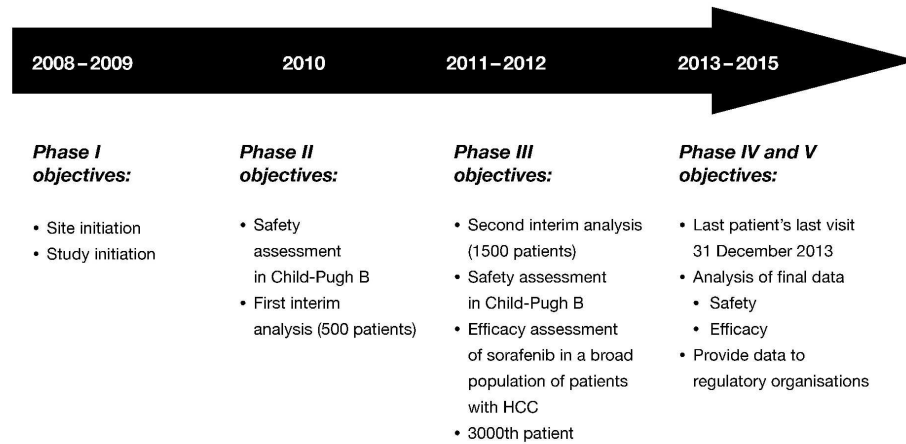 2008–2009
2010
2011–2012
2013–2015
Phase I
objectives:
• Site initiation
• Study initiation
Phase II
objectives:
• Safety
assessment
in Child-Pugh B
• First interim
analysis (500 patients)
Phase III
objectives:
• Second interim analysis
(1500 patients)
• Safety assessment
in Child-Pugh B
• Efficacy assessment
of sorafenib in a broad
population of patients
with HCC
• 3000th patient
Phase IV and V
objectives:
• Last patient's last visit
31 December 2013
• Analysis of final data
• Safety
• Efficacy
• Provide data to
regulatory organisations